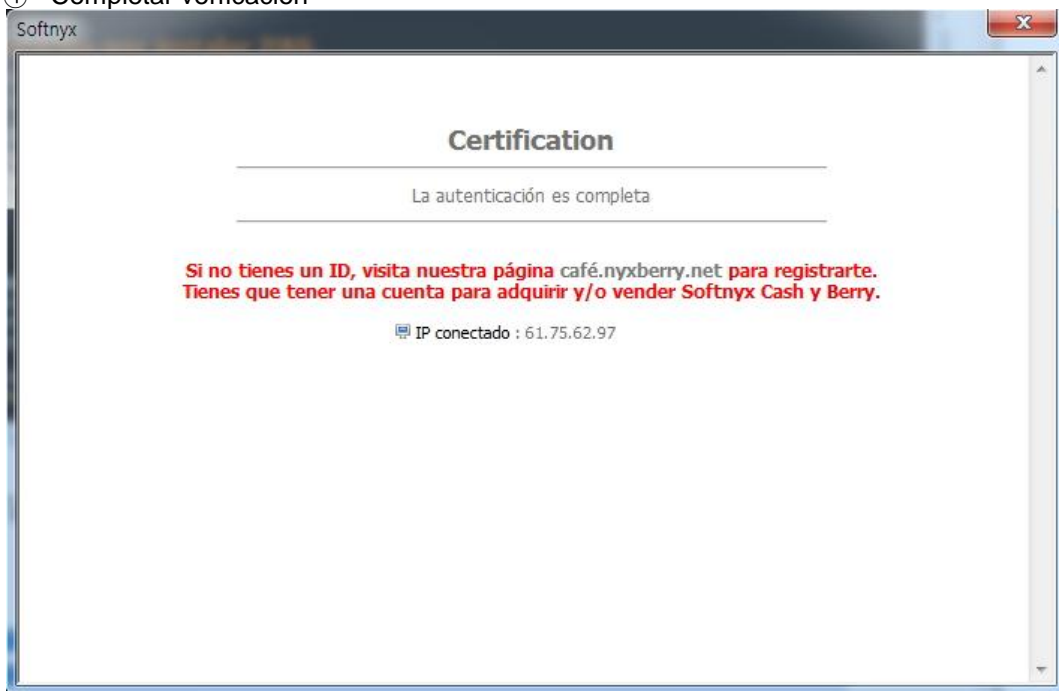 Completar verificación
Softnyx
Certification
La autenticación es completa
Si no tienes un ID, visita nuestra página café.nyxberry.net para registrarte.
Tienes que tener una cuenta para adquirir y/o vender Softnyx Cash y Berry.
IP conectado : 61.75.62.97